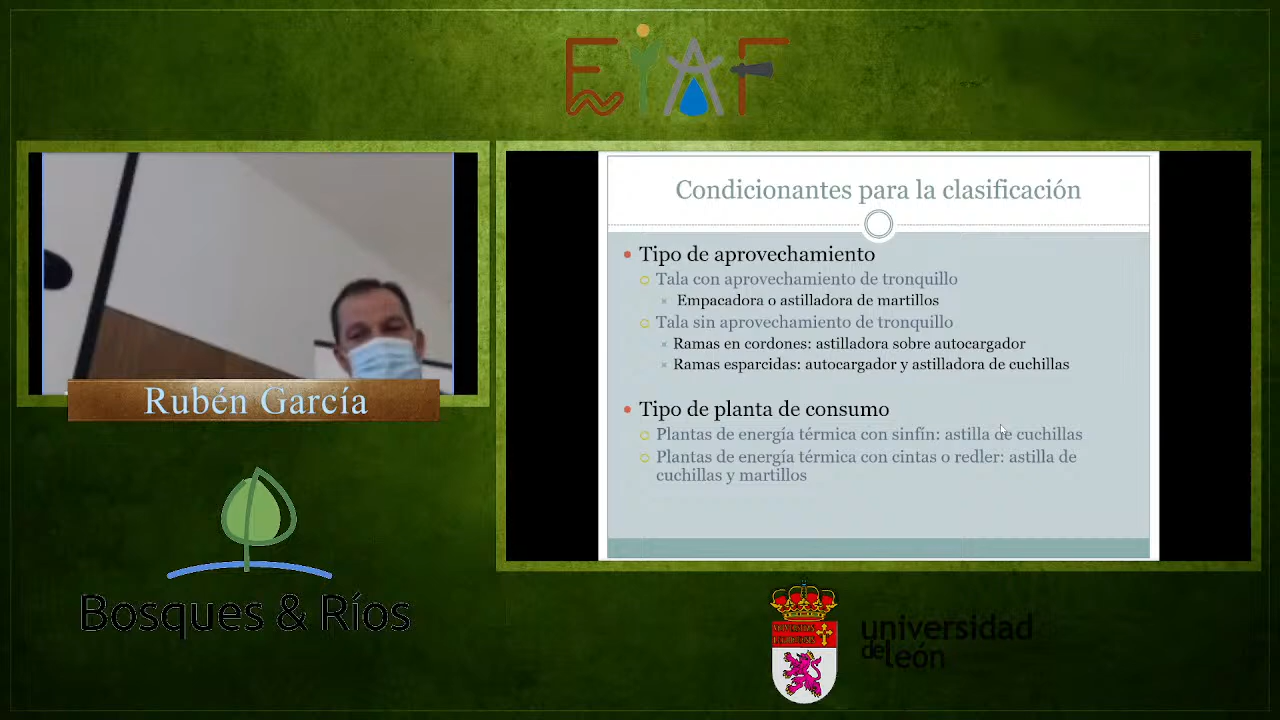 EIAF
Rubén García
Bosques & Ríos
Condicionantes para la clasificación
Tipo de aprovechamiento
Tala con aprovechamiento de tronquillo
Empacadora o astilladora de martillos
Tala sin aprovechamiento de tronquillo
Ramas en cordones: astilladora sobre autocargador
Ramas esparcidas: autocargador y astilladora de cuchillas
Tipo de planta de consumo
Plantas de energía térmica con sinfín: astilla de cuchillas
Plantas de energía térmica con cintas o redler: astilla de
cuchillas y martillos
universidad
de león